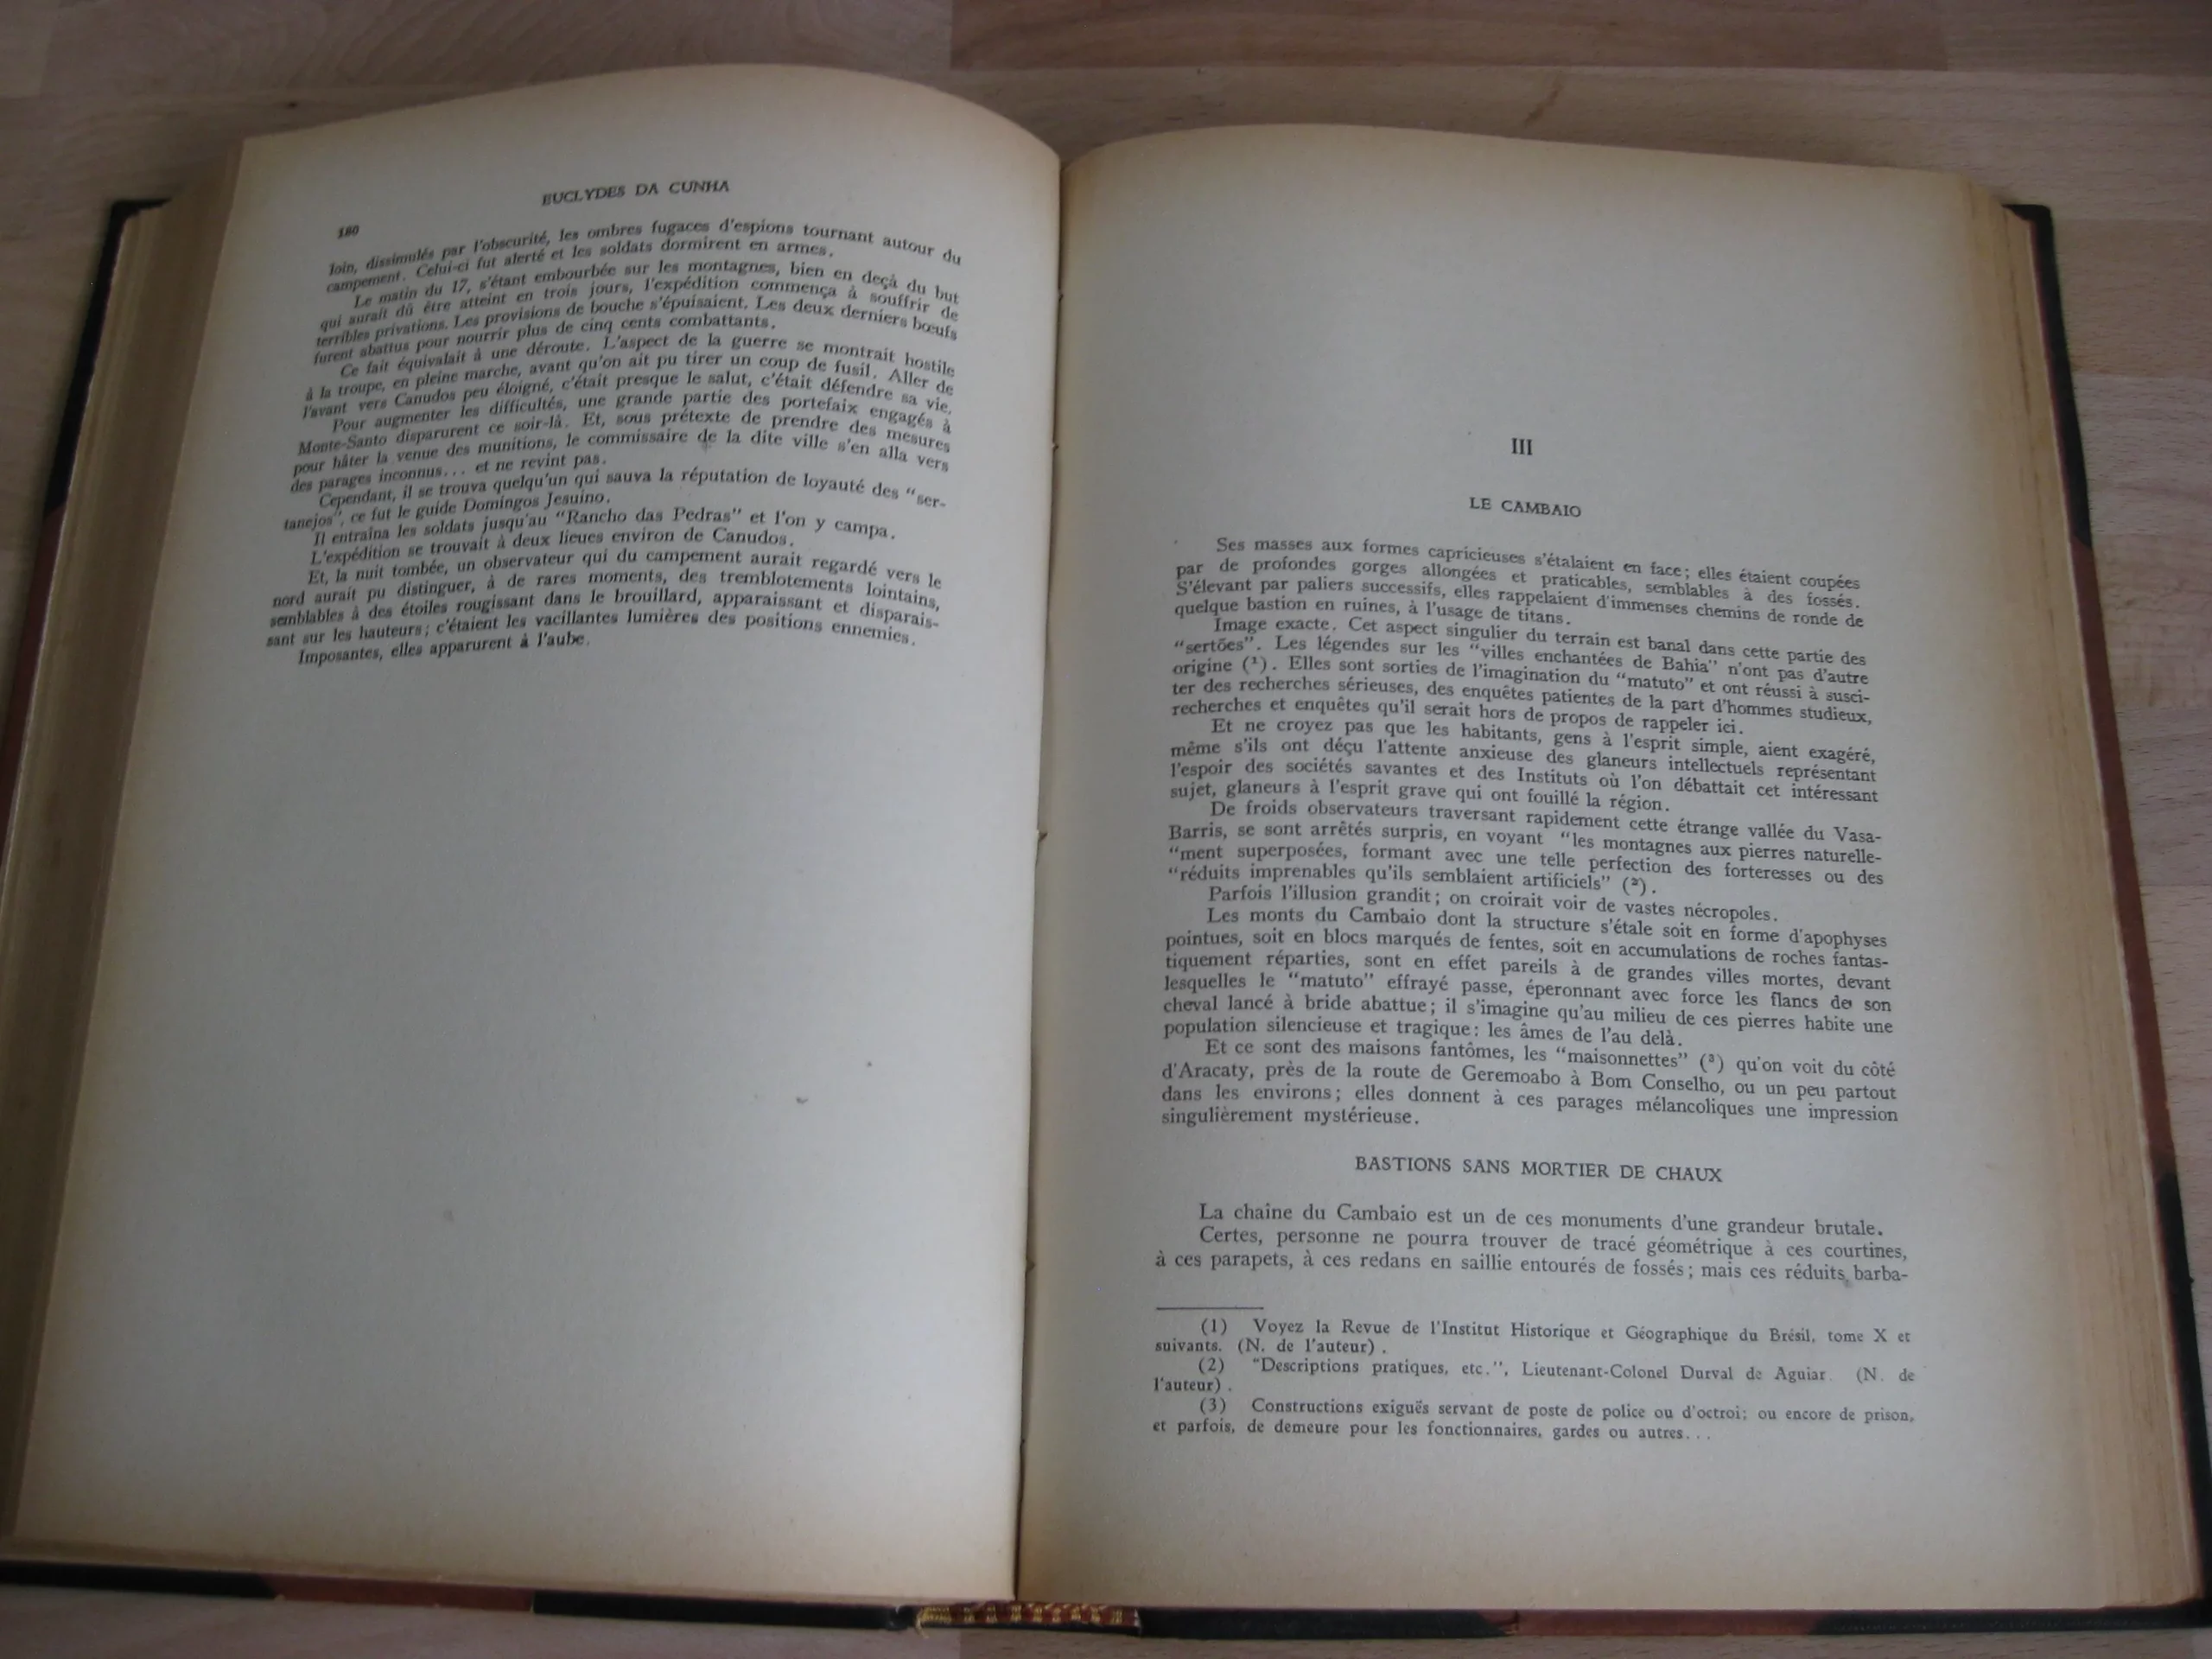 EUCLYDES DA CUNHA
180
loin, dissimulés par l'obscurité, les ombres fugaces d'espions tournant autour du
campement. Celui-ci fut alerté et les soldats dormirent en armes.
Le matin du 17, s'étant embourbée sur les montagnes, bien en deçà du but
qui aurait dû être atteint en trois jours, l'expédition commença à souffrir de
terribles privations. Les provisions de bouche s'épuisaient. Les deux derniers bœufs
furent abattus pour nourrir plus de cinq cents combattants.
Ce fait équivalait à une déroute. L'aspect de la guerre se montrait hostile
à la troupe, en pleine marche, avant qu'on ait pu tirer un coup de fusil. Aller de
l'avant vers Canudos peu éloigné, c'était presque le salut, c'était défendre sa vie.
Pour augmenter les difficultés, une grande partie des portefaix engagés à
Monte-Santo disparurent ce soir-là. Et, sous prétexte de prendre des mesures
pour hâter la venue des munitions, le commissaire de la dite ville s'en alla vers
des parages inconnus... et ne revint pas.
Cependant, il se trouva quelqu'un qui sauva la réputation de loyauté des "ser-
tanejos", ce fut le guide Domingos Jesuino.
Il entraîna les soldats jusqu'au "Rancho das Pedras" et l'on y campa.
L'expédition se trouvait à deux lieues environ de Canudos.
Et, la nuit tombée, un observateur qui du campement aurait regardé vers le
nord aurait pu distinguer, à de rares moments, des tremblotements lointains,
semblables à des étoiles rougissant dans le brouillard, apparaissant et disparais-
sant sur les hauteurs; c'étaient les vacillantes lumières des positions ennemies.
Imposantes, elles apparurent à l'aube.
III
LE CAMBAIO
Ses masses aux formes capricieuses s'étalaient en face; elles étaient coupées
par de profondes gorges allongées et praticables, semblables à des fossés.
S'élevant par paliers successifs, elles rappelaient d'immenses chemins de ronde de
quelque bastion en ruines, à l'usage de titans.
Image exacte. Cet aspect singulier du terrain est banal dans cette partie des
"sertões". Les légendes sur les "villes enchantées de Bahia" n'ont pas d'autre
origine (¹). Elles sont sorties de l'imagination du "matuto" et ont réussi à susci-
ter des recherches sérieuses, des enquêtes patientes de la part d'hommes studieux,
recherches et enquêtes qu'il serait hors de propos de rappeler ici.
Et ne croyez pas que les habitants, gens à l'esprit simple, aient exagéré,
même s'ils ont déçu l'attente anxieuse des glaneurs intellectuels représentant
l'espoir des sociétés savantes et des Instituts où l'on débattait cet intéressant
sujet, glaneurs à l'esprit grave qui ont fouillé la région.
De froids observateurs traversant rapidement cette étrange vallée du Vasa-
Barris, se sont arrêtés surpris, en voyant "les montagnes aux pierres naturelle-
"ment superposées, formant avec une telle perfection des forteresses ou des
"réduits imprenables qu'ils semblaient artificiels" (²).
Parfois l'illusion grandit; on croirait voir de vastes nécropoles.
Les monts du Cambaio dont la structure s'étale soit en forme d'apophyses
pointues, soit en blocs marqués de fentes, soit en accumulations de roches fantas-
tiquement réparties, sont en effet pareils à de grandes villes mortes, devant
lesquelles le "matuto" effrayé passe, éperonnant avec force les flancs de son
cheval lancé à bride abattue; il s'imagine qu'au milieu de ces pierres habite une
population silencieuse et tragique: les âmes de l'au delà.
Et ce sont des maisons fantômes, les "maisonnettes" (³) qu'on voit du côté
d'Aracaty, près de la route de Geremoabo à Bom Conselho, ou un peu partout
dans les environs; elles donnent à ces parages mélancoliques une impression
singulièrement mystérieuse.
BASTIONS SANS MORTIER DE CHAUX
La chaine du Cambaio est un de ces monuments d'une grandeur brutale.
Certes, personne ne pourra trouver de tracé géométrique à ces courtines,
à ces parapets, à ces redans en saillie entourés de fossés; mais ces réduits barba-
(1) Voyez la Revue de l'Institut Historique et Géographique du Brésil, tome X et
suivants. (N. de l'auteur).
(2) "Descriptions pratiques, etc.", Lieutenant-Colonel Durval de Aguiar. (N. de
l'auteur).
(3) Constructions exiguës servant de poste de police ou d'octroi; ou encore de prison,
et parfois, de demeure pour les fonctionnaires, gardes ou autres...